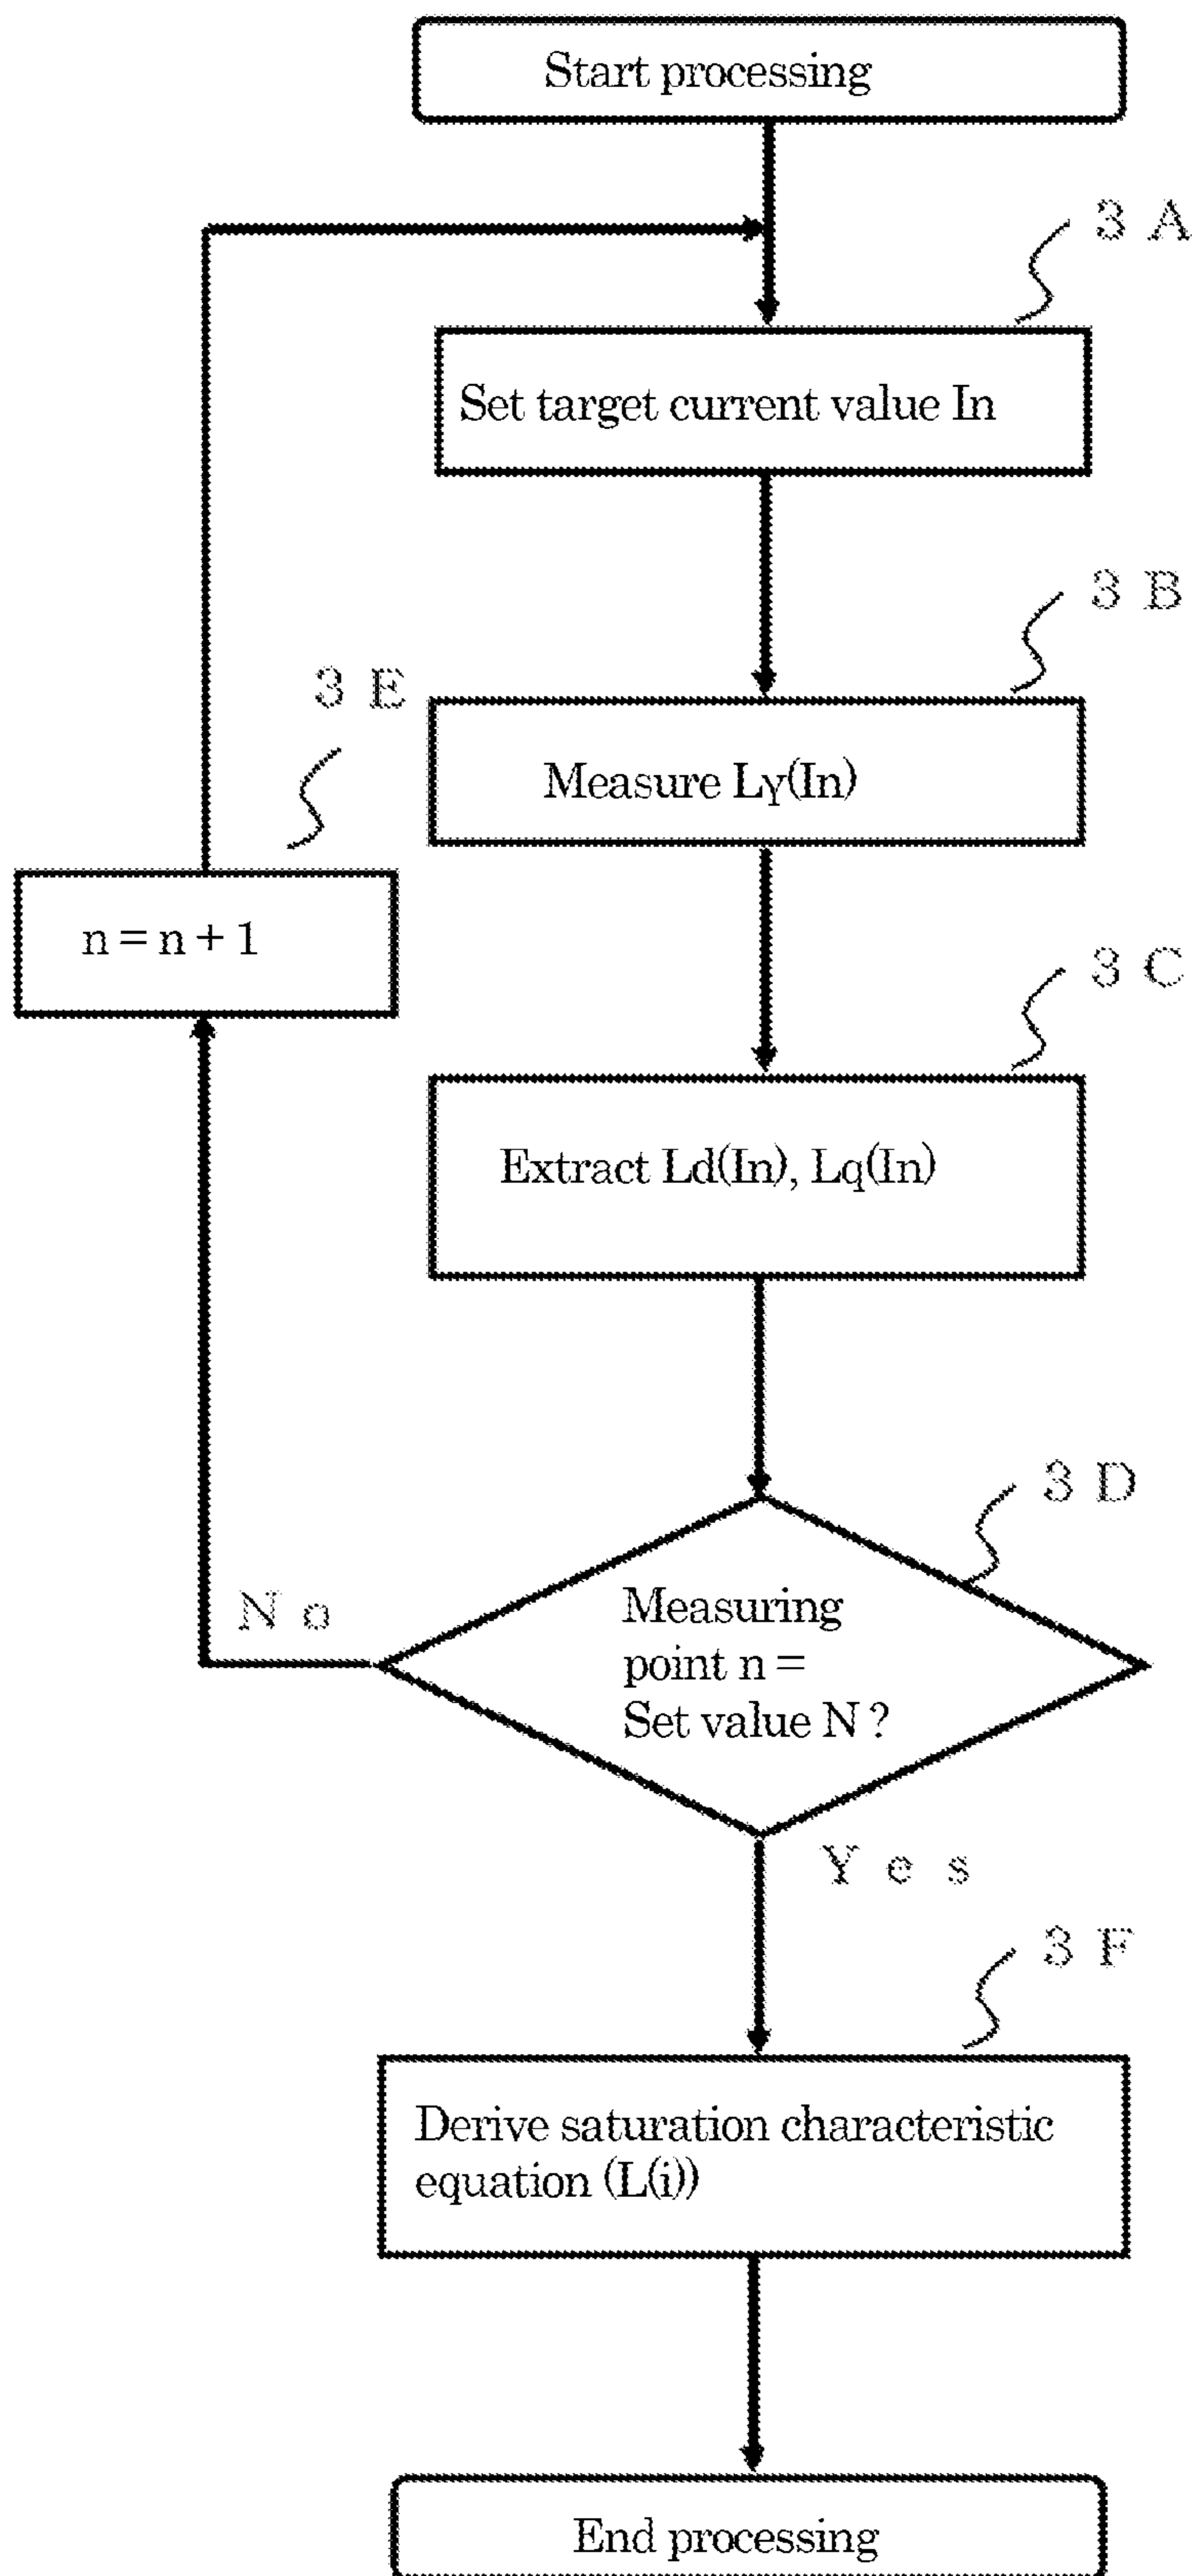 Start processing
3 A
Set target current value In
3 B
Measure Lγ(In)
3 E
n = n + 1
3 C
Extract Ld(In), Lq(In)
3 D
Measuring
point n =
Set value N ?
N o
Y e s
3 F
Derive saturation characteristic
equation (L(i))
End processing